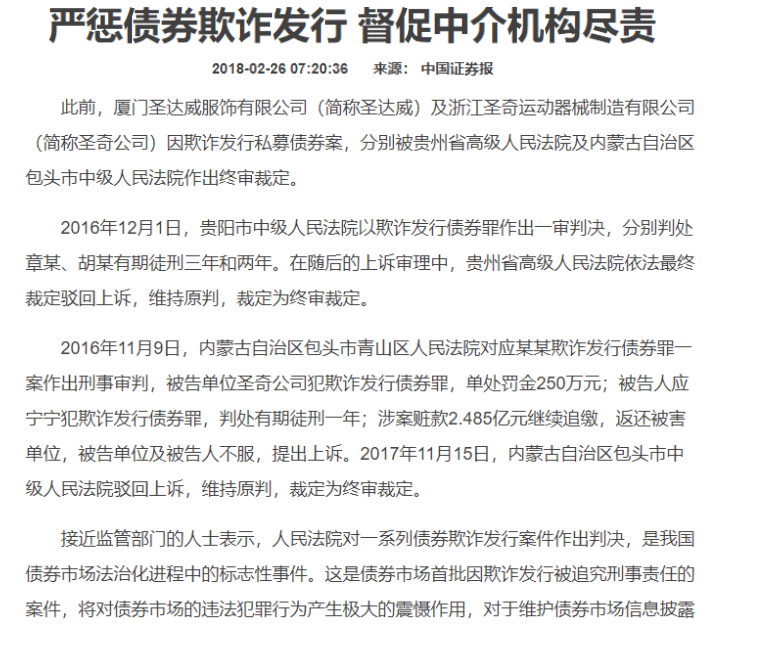 严惩债券欺诈发行 督促中介机构尽责
2018-02-26 07:20:36 来源： 中国证券报
此前，厦门圣达威服饰有限公司（简称圣达威）及浙江圣奇运动器械制造有限公司
（简称圣奇公司）因欺诈发行私募债券案，分别被贵州省高级人民法院及内蒙古自治区
包头市中级人民法院作出终审裁定。
2016年12月1日，贵阳市中级人民法院以欺诈发行债券罪作出一审判决，分别判处
章某、胡某有期徒刑三年和两年。在随后的上诉审理中，贵州省高级人民法院依法最终
裁定驳回上诉，维持原判，裁定为终审裁定。
2016年11月9日，内蒙古自治区包头市青山区人民法院对应某某欺诈发行债券罪一
案作出刑事审判，被告单位圣奇公司犯欺诈发行债券罪，单处罚金250万元；被告人应
宁宁犯欺诈发行债券罪，判处有期徒刑一年；涉案赃款2.485亿元继续追缴，返还被害
单位，被告单位及被告人不服，提出上诉。2017年11月15日，内蒙古自治区包头市中
级人民法院驳回上诉，维持原判，裁定为终审裁定。
接近监管部门的人士表示，人民法院对一系列债券欺诈发行案件作出判决，是我国
债券市场法治化进程中的标志性事件。这是债券市场首批因欺诈发行被追究刑事责任的
案件，将对债券市场的违法犯罪行为产生极大的震慑作用，对于维护债券市场信息披露